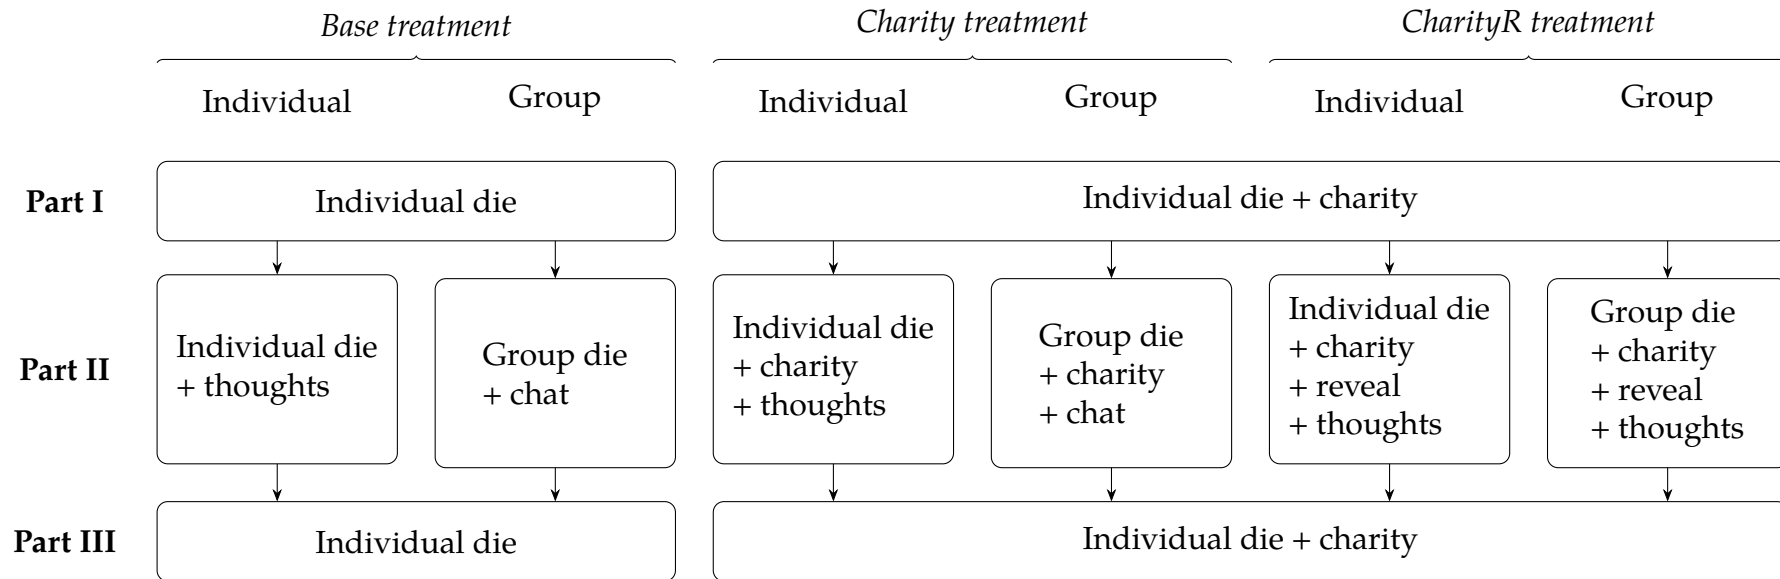 Base treatment
Charity treatment
CharityR treatment
Individual
Group
Individual
Group
Individual
Group
Part I
Individual die
Individual die + charity
Part II
Individual die
+ thoughts
Group die
+ chat
Individual die
+ charity
+ thoughts
Group die
+ charity
+ chat
Individual die
+ charity
+ reveal
+ thoughts
Group die
+ charity
+ reveal
+ thoughts
Part III
Individual die
Individual die + charity